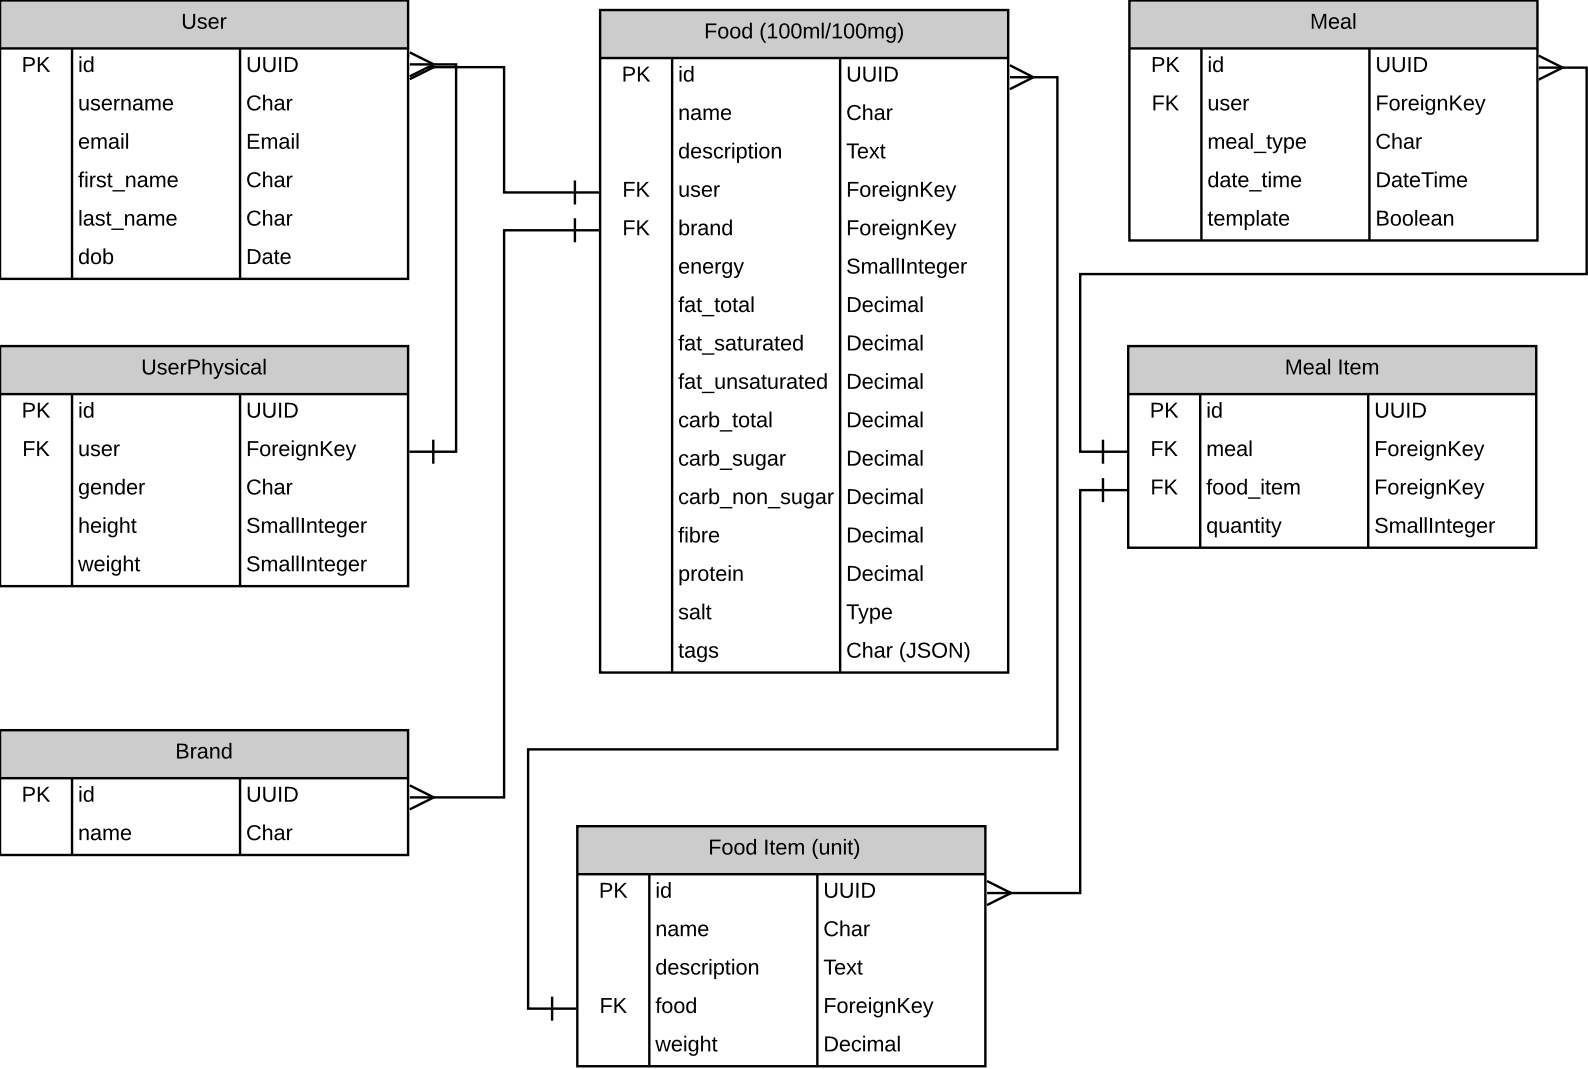 User
PK id UUID
username Char
email Email
first_name Char
last_name Char
dob Date
UserPhysical
PK id UUID
FK user ForeignKey
gender Char
height SmallInteger
weight SmallInteger
Brand
PK id UUID
name Char
Food (100ml/100mg)
PK id UUID
name Char
description Text
FK user ForeignKey
FK brand ForeignKey
energy SmallInteger
fat_total Decimal
fat_saturated Decimal
fat_unsaturated Decimal
carb_total Decimal
carb_sugar Decimal
carb_non_sugar Decimal
fibre Decimal
protein Decimal
salt Type
tags Char (JSON)
Food Item (unit)
PK id UUID
name Char
description Text
FK food ForeignKey
weight Decimal
Meal
PK id UUID
FK user ForeignKey
meal_type Char
date_time DateTime
template Boolean
Meal Item
PK id UUID
FK meal ForeignKey
FK food_item ForeignKey
quantity SmallInteger